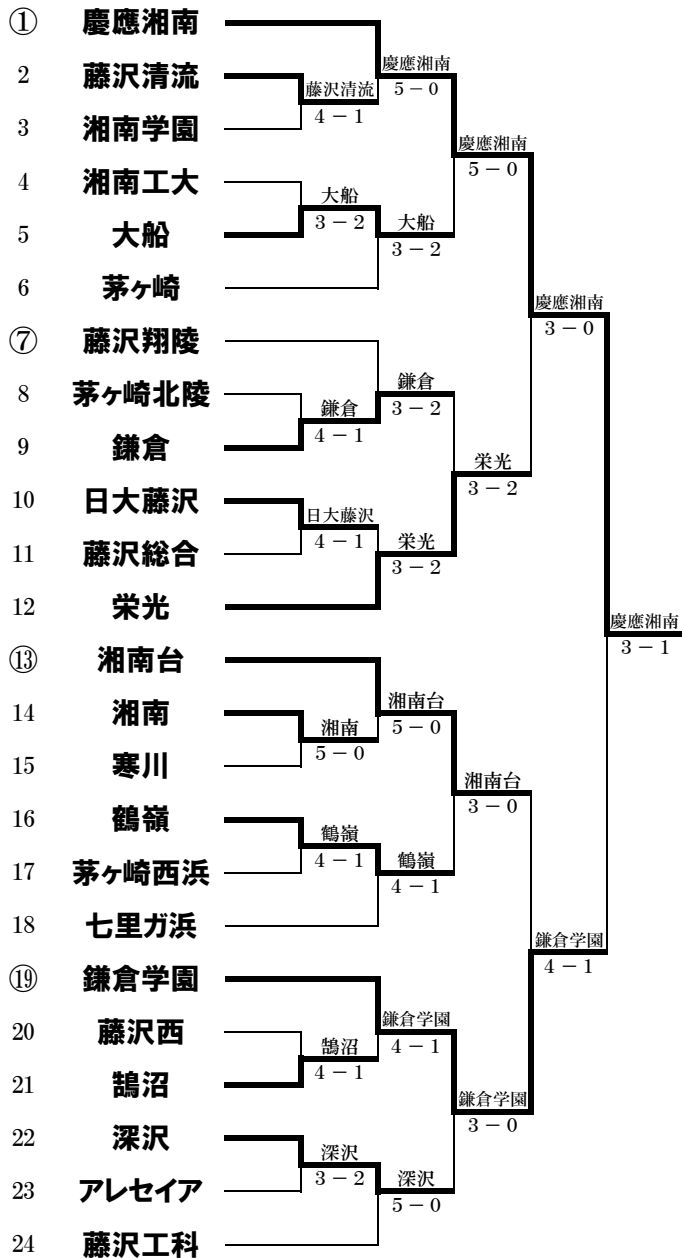 ① 慶應湘南
2 藤沢清流
3 湘南学園
4 湘南工大
5 大船
6 茅ヶ崎
⑦ 藤沢翔陵
8 茅ヶ崎北陵
9 鎌倉
10 日大藤沢
11 藤沢総合
12 栄光
⑬ 湘南台
14 湘南
15 寒川
16 鶴嶺
17 茅ヶ崎西浜
18 七里ガ浜
⑲ 鎌倉学園
20 藤沢西
21 鵠沼
22 深沢
23 アレセイア
24 藤沢工科
藤沢清流
4－1
大船
3－2
鎌倉
4－1
日大藤沢
4－1
湘南
5－0
鶴嶺
4－1
鵠沼
4－1
深沢
3－2
慶應湘南
5－0
大船
3－2
鎌倉
3－2
栄光
3－2
湘南台
5－0
鶴嶺
4－1
鎌倉学園
4－1
深沢
5－0
慶應湘南
5－0
栄光
3－2
湘南台
3－0
鎌倉学園
3－0
慶應湘南
3－0
鎌倉学園
4－1
慶應湘南
3－1